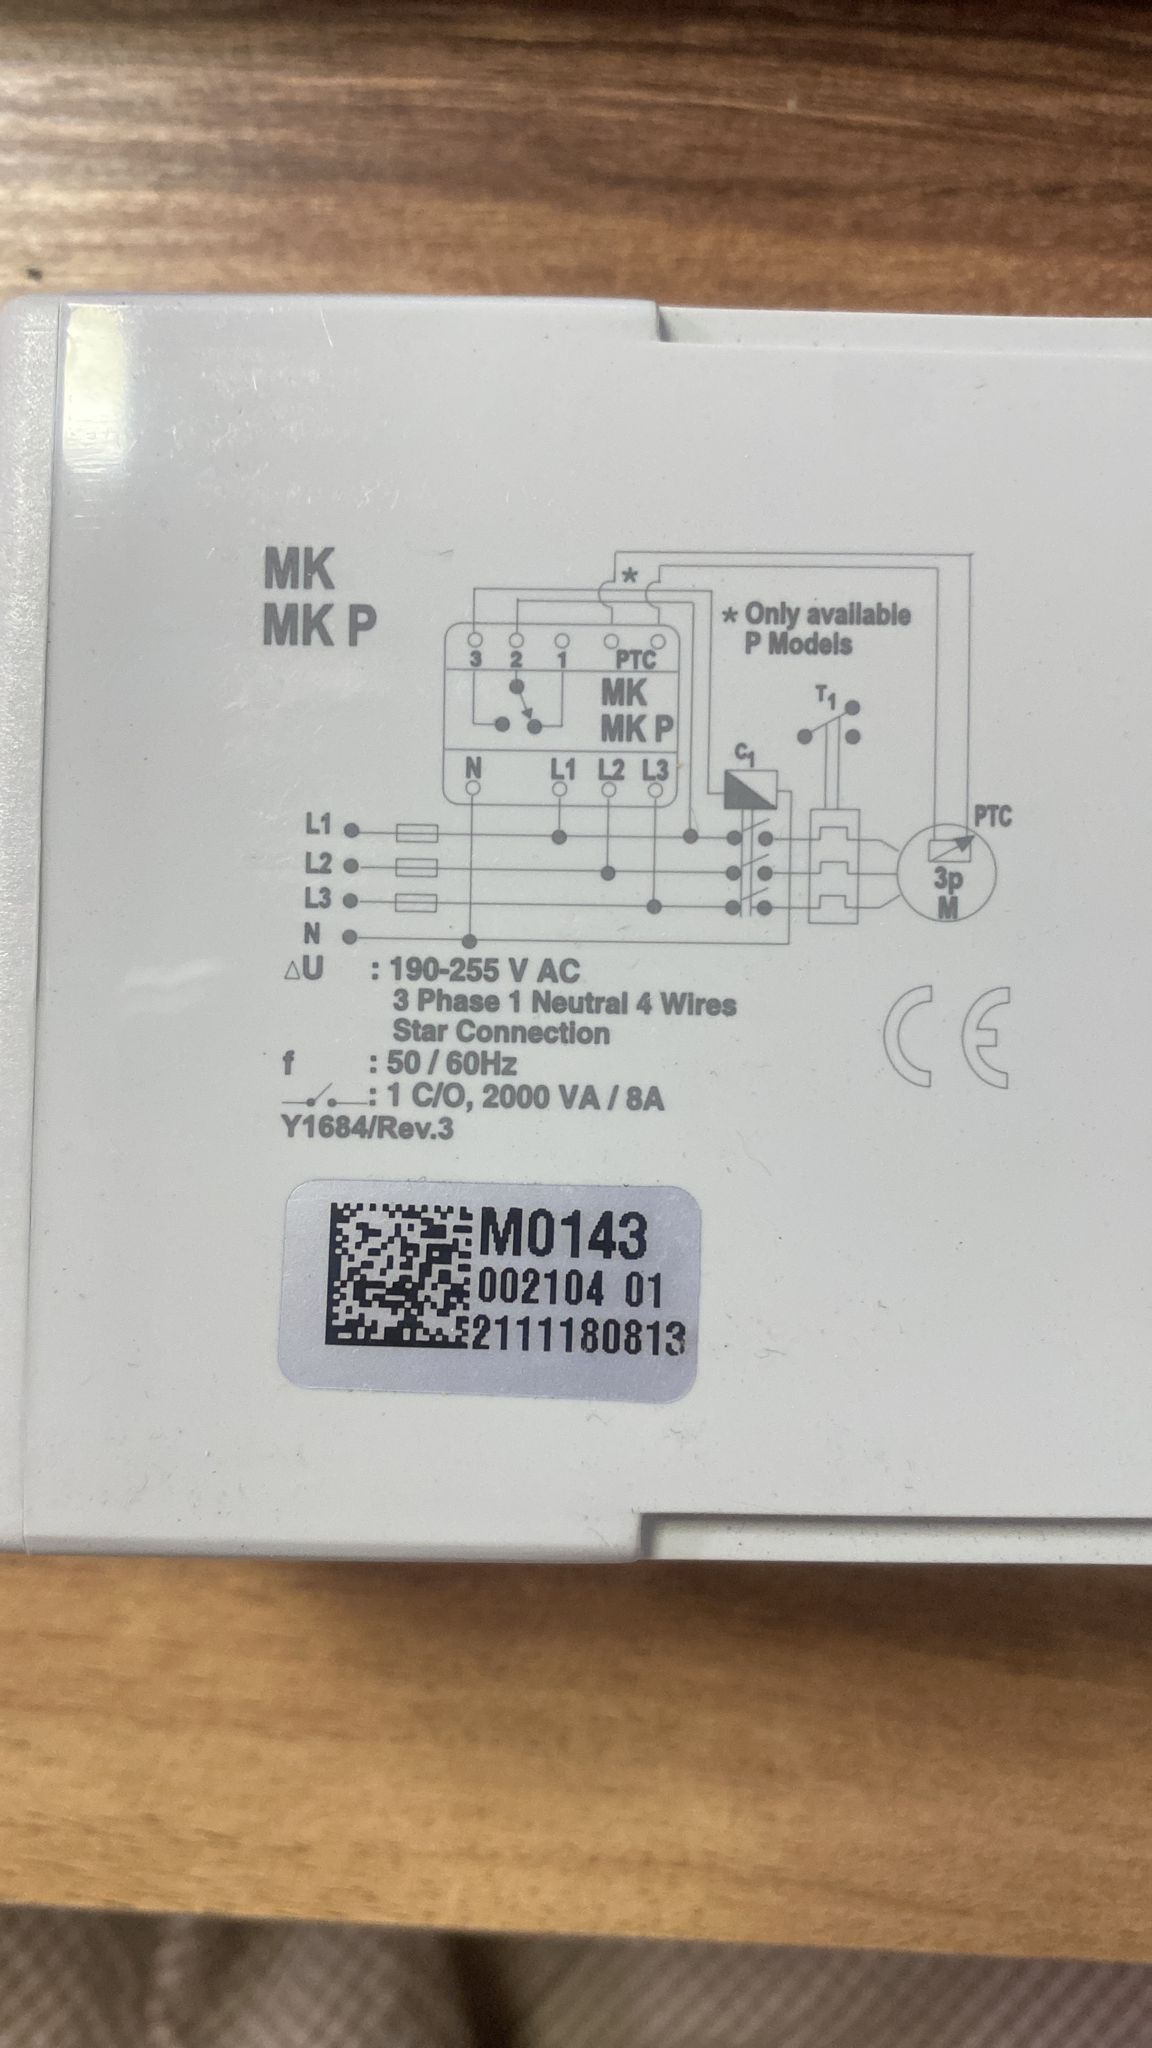 MK
MK P
*
* Only available
P Models
3 2 1 PTC
MK
MK P
T1
C1
N L1 L2 L3
PTC
L1
L2
L3
N
3p
M
△U : 190-255 V AC
3 Phase 1 Neutral 4 Wires
Star Connection
f : 50 / 60Hz
: 1 C/O, 2000 VA / 8A
Y1684/Rev.3
CE
M0143
002104 01
2111180813